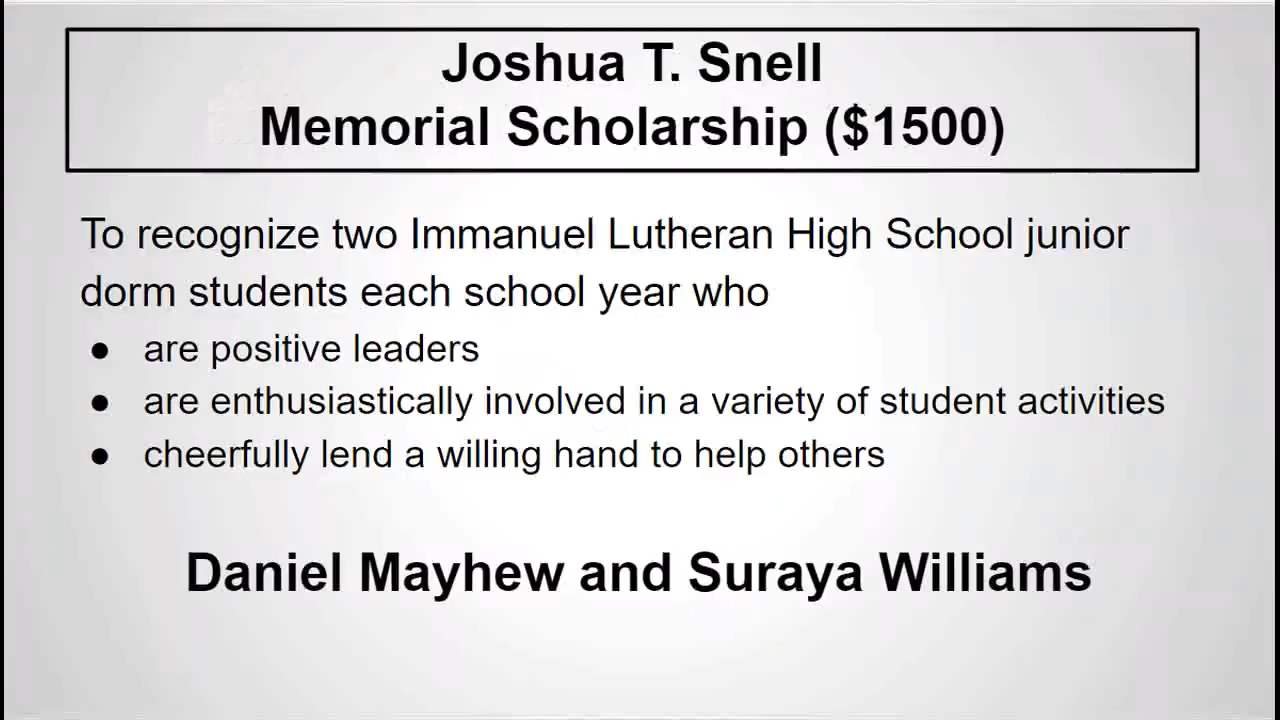 Joshua T. Snell
Memorial Scholarship ($1500)
To recognize two Immanuel Lutheran High School junior
dorm students each school year who
● are positive leaders
● are enthusiastically involved in a variety of student activities
● cheerfully lend a willing hand to help others
Daniel Mayhew and Suraya Williams